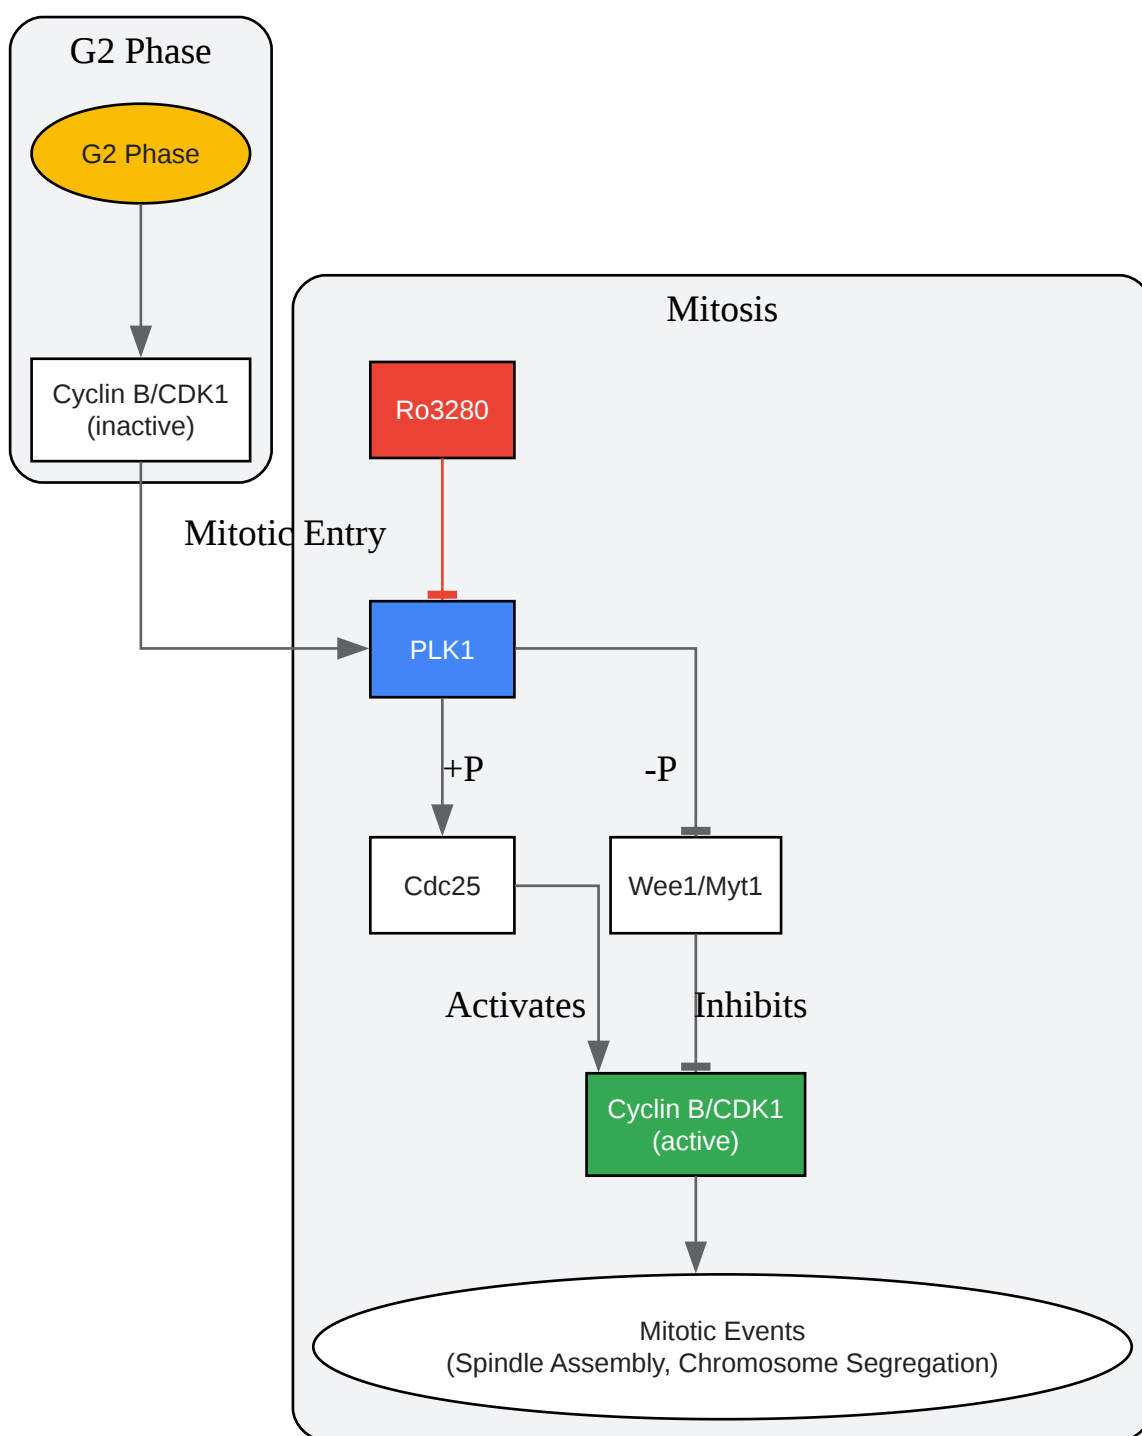 G2 Phase
G2 Phase
Cyclin B/CDK1
(inactive)
Mitosis
Ro3280
Mitotic Entry
PLK1
+P
-P
Cdc25
Wee1/Myt1
Activates
Inhibits
Cyclin B/CDK1
(active)
Mitotic Events
(Spindle Assembly, Chromosome Segregation)